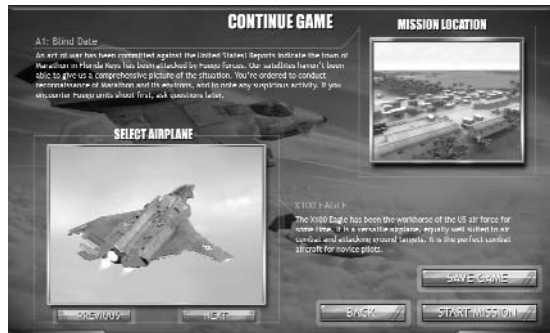 CONTINUE GAME
MISSION LOCATION
A1: Blind Date
An act of war has been committed against the United States! Reports indicate the town of
Marathon in Florida Keys has been attacked by Fuego forces. Our satellites haven't been
able to give us a comprehensive picture of the situation. You're ordered to conduct
reconnaissance of Marathon and its environs, and to note any suspicious activity. If you
encounter Fuego units shoot first, ask questions later.
SELECT AIRPLANE
X100 EAGLE
The X100 Eagle has been the workhorse of the US air force for
some time. It is a versatile airplane, equally well suited to air
combat and attacking ground targets. It is the perfect combat
aircraft for novice pilots.
SAVE GAME
PREVIOUS
NEXT
BACK
START MISSION